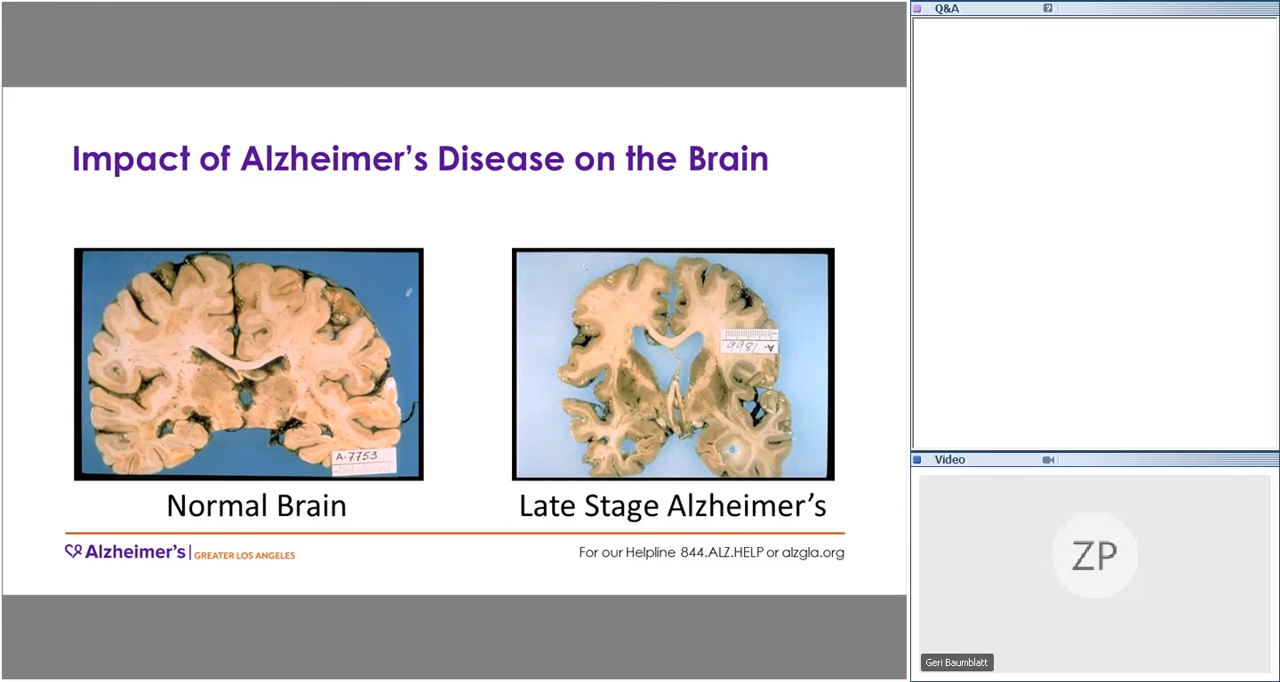 Q&A
Impact of Alzheimer's Disease on the Brain
A-7753
Normal Brain
Late Stage Alzheimer's
Alzheimer's | GREATER LOS ANGELES
For our Helpline 844.ALZ.HELP or alzgla.org
Video
ZP
Geri Baumblatt